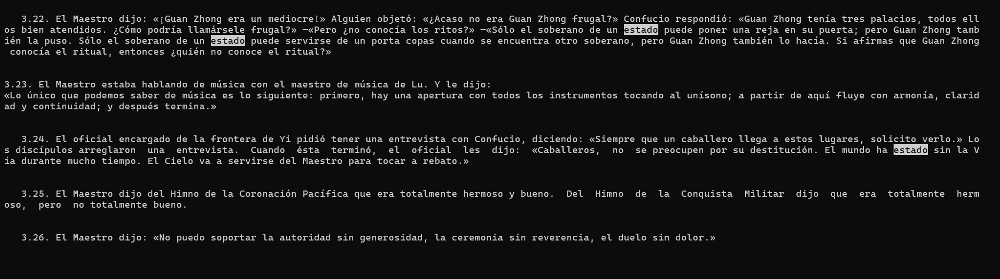 3.22. El Maestro dijo: «¡Guan Zhong era un mediocre!» Alguien objetó: «¿Acaso no era Guan Zhong frugal?» Confucio respondió: «Guan Zhong tenía tres palacios, todos ell
os bien atendidos. ¿Cómo podría llamársele frugal?» —«Pero ¿no conocía los ritos?» —«Sólo el soberano de un estado puede poner una reja en su puerta; pero Guan Zhong tamb
ién la puso. Sólo el soberano de un estado puede servirse de un porta copas cuando se encuentra otro soberano, pero Guan Zhong también lo hacía. Si afirmas que Guan Zhong
conocía el ritual, entonces ¿quién no conoce el ritual?»
3.23. El Maestro estaba hablando de música con el maestro de música de Lu. Y le dijo:
«Lo único que podemos saber de música es lo siguiente: primero, hay una apertura con todos los instrumentos tocando al unísono; a partir de aquí fluye con armonía, clarid
ad y continuidad; y después termina.»
3.24. El oficial encargado de la frontera de Yi pidió tener una entrevista con Confucio, diciendo: «Siempre que un caballero llega a estos lugares, solicito verlo.» Lo
s discípulos arreglaron  una  entrevista.  Cuando  ésta  terminó,  el  oficial  les  dijo:  «Caballeros,  no  se preocupen por su destitución. El mundo ha estado sin la V
ía durante mucho tiempo. El Cielo va a servirse del Maestro para tocar a rebato.»
3.25. El Maestro dijo del Himno de la Coronación Pacífica que era totalmente hermoso y bueno.  Del  Himno  de  la  Conquista  Militar  dijo  que  era  totalmente  herm
oso,  pero  no totalmente bueno.
3.26. El Maestro dijo: «No puedo soportar la autoridad sin generosidad, la ceremonia sin reverencia, el duelo sin dolor.»